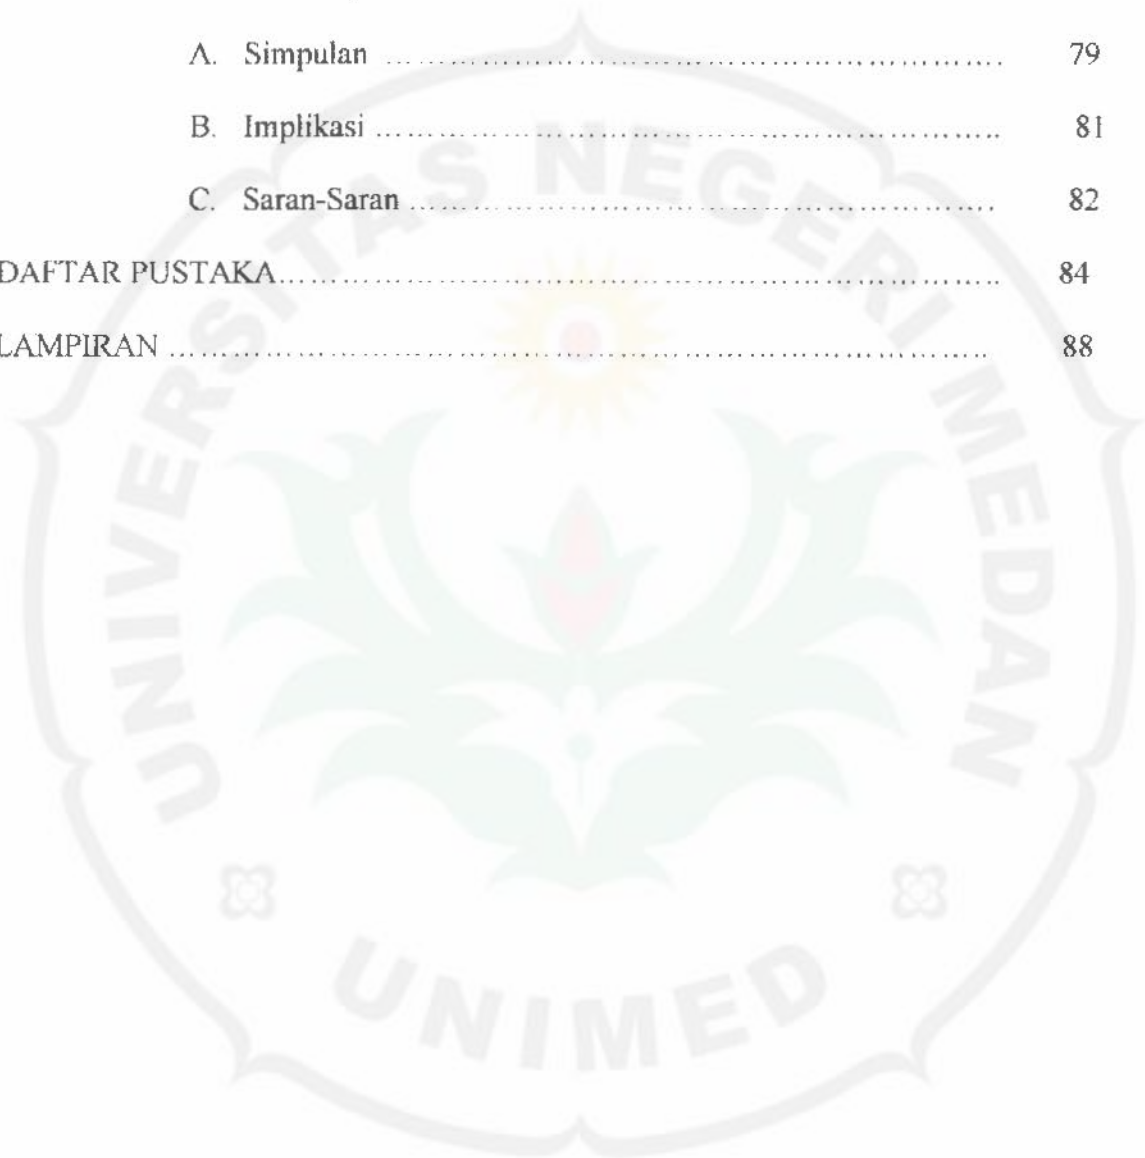 A. Simpulan ........................................................ 79
B. Implikasi ........................................................ 81
C. Saran-Saran ........................................................ 82
DAFTAR PUSTAKA........................................................ 84
LAMPIRAN ........................................................ 88
UNIVERSITAS NEGERI MEDAN
UNIMED